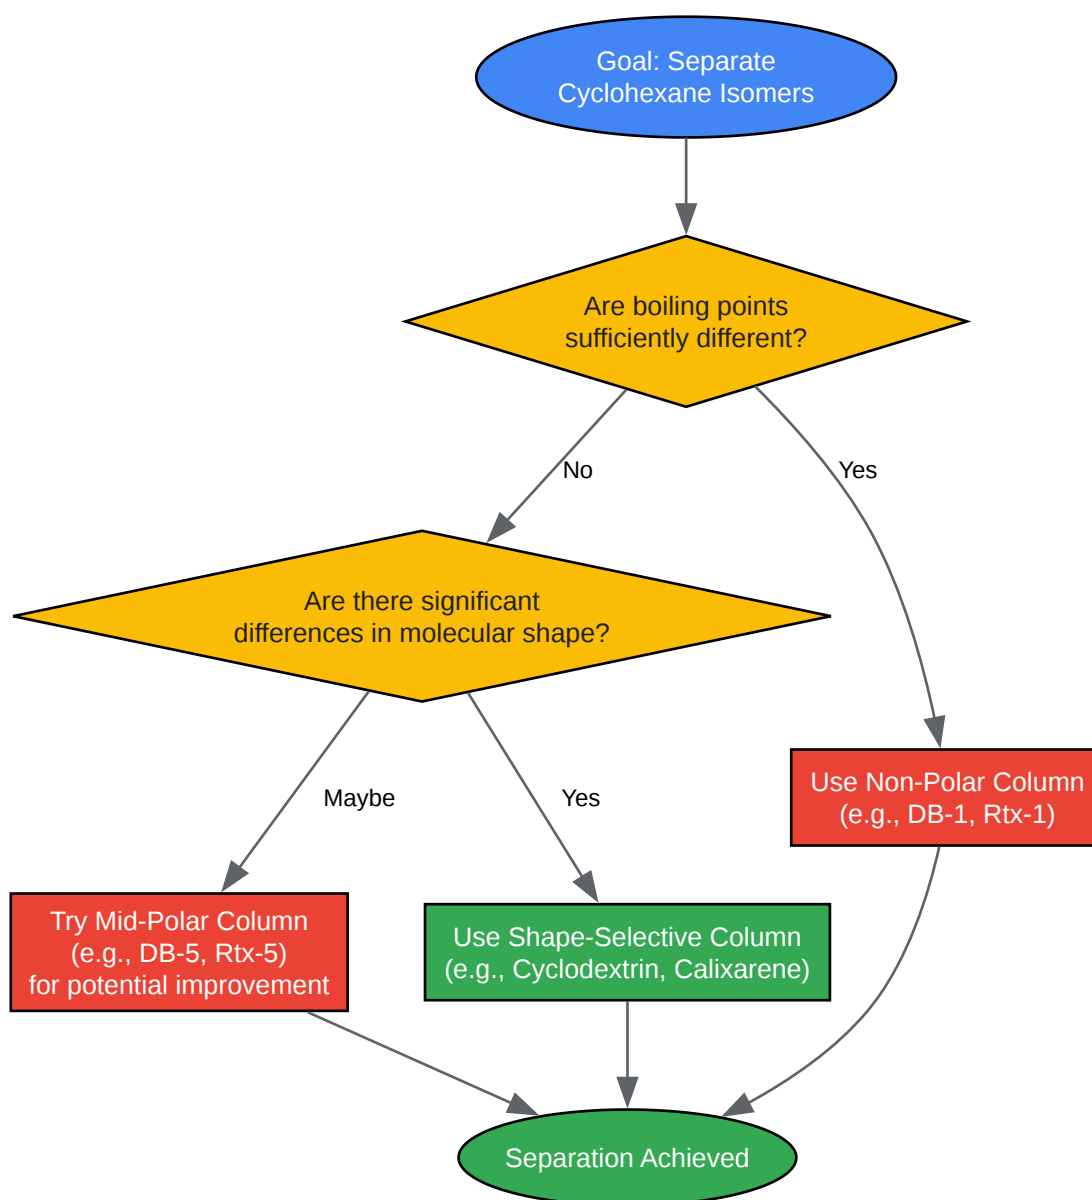 Goal: Separate
Cyclohexane Isomers
Are boiling points
sufficiently different?
No
Yes
Are there significant
differences in molecular shape?
Maybe
Yes
Use Non-Polar Column
(e.g., DB-1, Rtx-1)
Try Mid-Polar Column
(e.g., DB-5, Rtx-5)
for potential improvement
Use Shape-Selective Column
(e.g., Cyclodextrin, Calixarene)
Separation Achieved